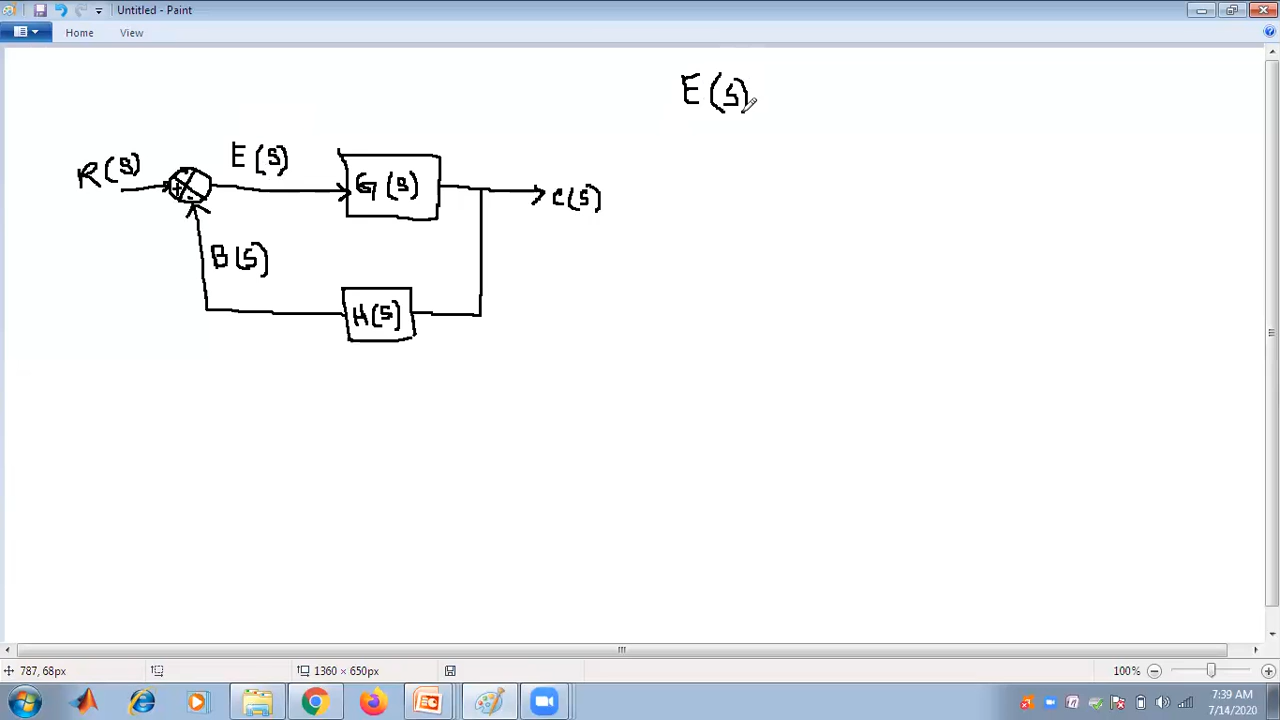 Untitled - Paint
Home View
E(S)
R(S)
E(S)
G(S)
C(S)
+
-
B(S)
H(S)
787, 68px
1360 × 650px
100%
7:39 AM
7/14/2020